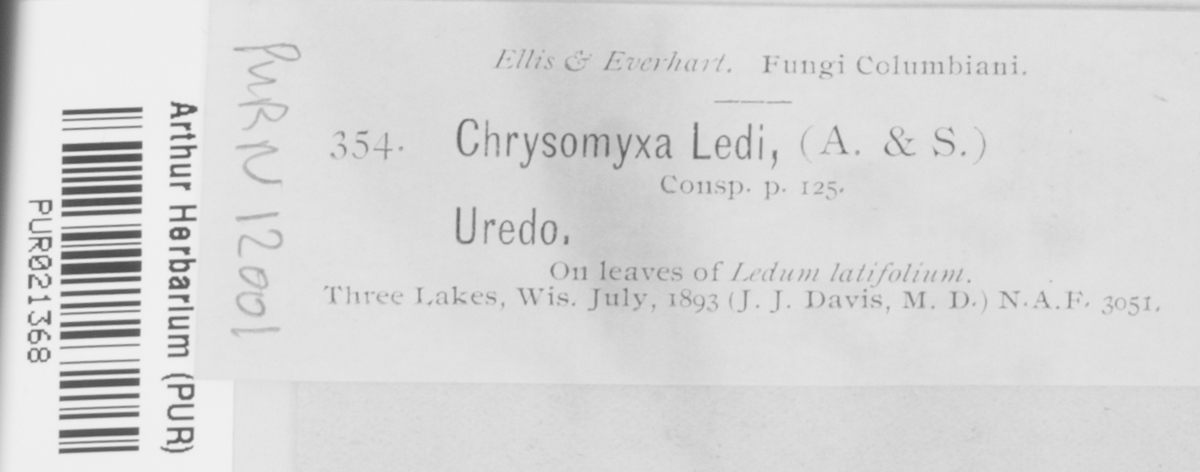 Ellis & Everhart. Fungi Columbiani.
354. Chrysomyxa Ledi, (A. & S.)
Consp. p. 125.
Uredo.
On leaves of Ledum latifolium.
Three Lakes, Wis. July, 1893 (J. J. Davis, M. D.) N. A. F. 3051.
PURN 12001
Arthur Herbarium (PUR)
PUR021368